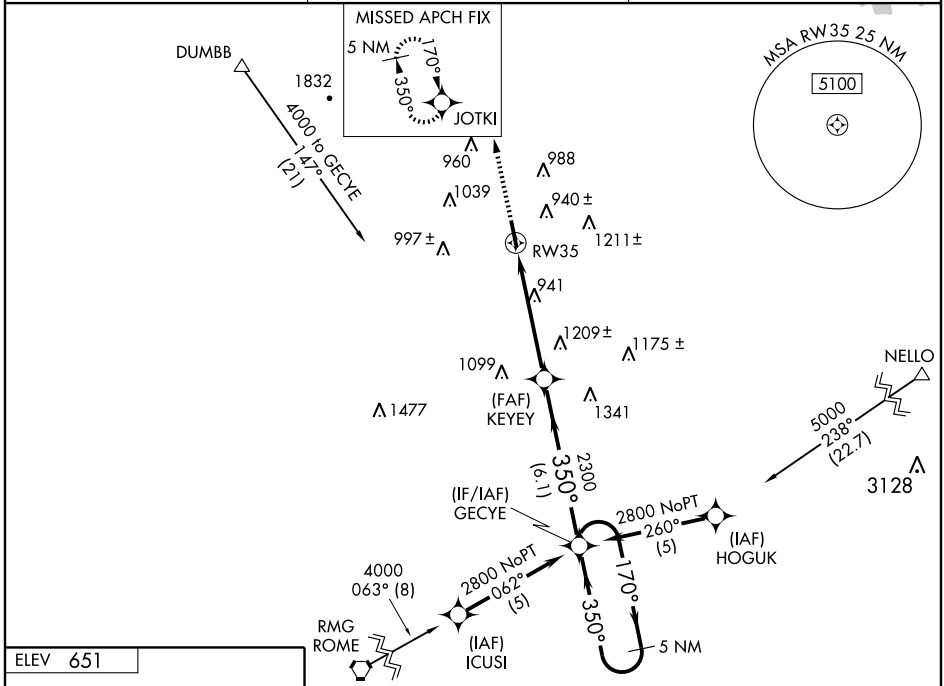 MISSED APCH FIX
5 NM
170°
350°
JOTKI
DUMBB
1832
4000 to GECYE
147°
(21)
MSA RW35 25 NM
5100
960
988
1039
940 ±
1211 ±
997 ±
RW35
941
1209 ±
1175 ±
1099
NELLO
(FAF)
KEYEY
1341
1477
5000
238°
(22.7)
3128
2300
350°
(6.1)
(IF/IAF)
GECYE
2800 NoPT
260°
(5)
(IAF)
HOGUK
2800 NoPT
062°
(5)
4000
063° (8)
170°
350°
5 NM
RMG
ROME
(IAF)
ICUSI
ELEV 651